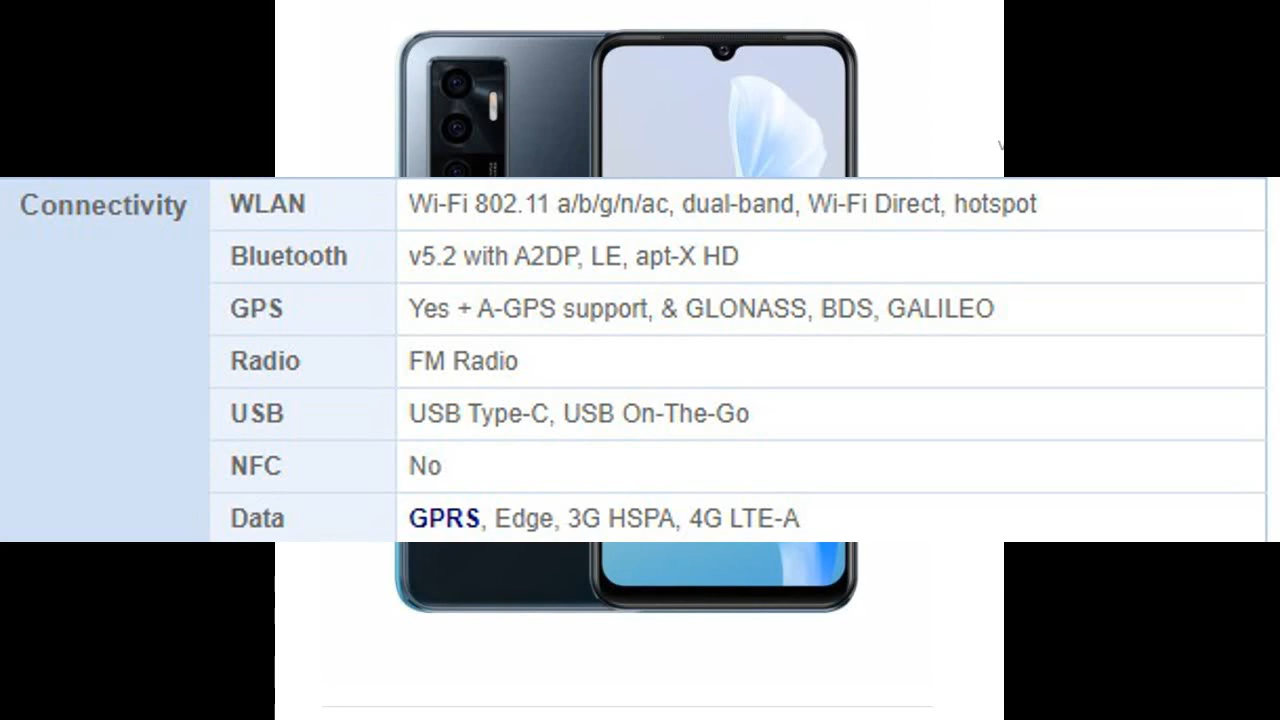 Connectivity
WLAN Wi-Fi 802.11 a/b/g/n/ac, dual-band, Wi-Fi Direct, hotspot
Bluetooth v5.2 with A2DP, LE, apt-X HD
GPS Yes + A-GPS support, & GLONASS, BDS, GALILEO
Radio FM Radio
USB USB Type-C, USB On-The-Go
NFC No
Data GPRS, Edge, 3G HSPA, 4G LTE-A